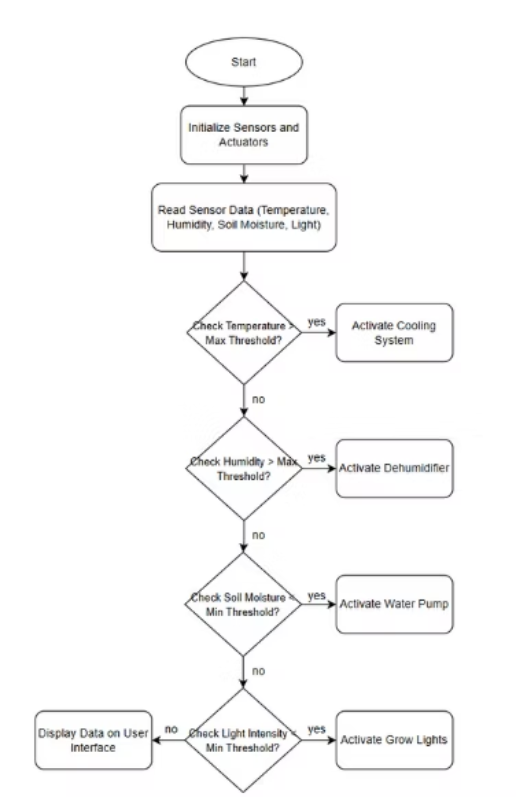 Start
Initialize Sensors and
Actuators
Read Sensor Data (Temperature,
Humidity, Soil Moisture, Light)
Check Temperature >
Max Threshold?
yes
Activate Cooling
System
no
Check Humidity > Max
Threshold?
yes
Activate Dehumidifier
no
Check Soil Moisture <
Min Threshold?
yes
Activate Water Pump
no
Display Data on User
Interface
no
Check Light Intensity <
Min Threshold?
yes
Activate Grow Lights